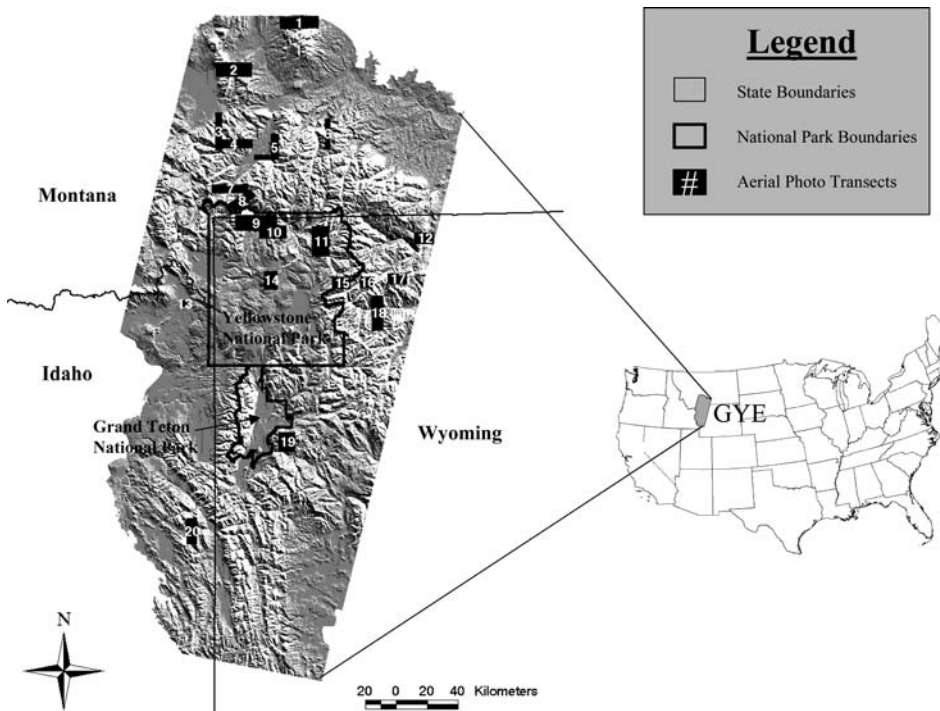 1
2
3
4
5
7
8
9
10
11
12
13
14
15
16
17
18
19
20
Montana
Idaho
Wyoming
Yellowstone
National Park
Grand Teton
National Park
N
20 0 20 40 Kilometers
Legend
State Boundaries
National Park Boundaries
# Aerial Photo Transects
GYE